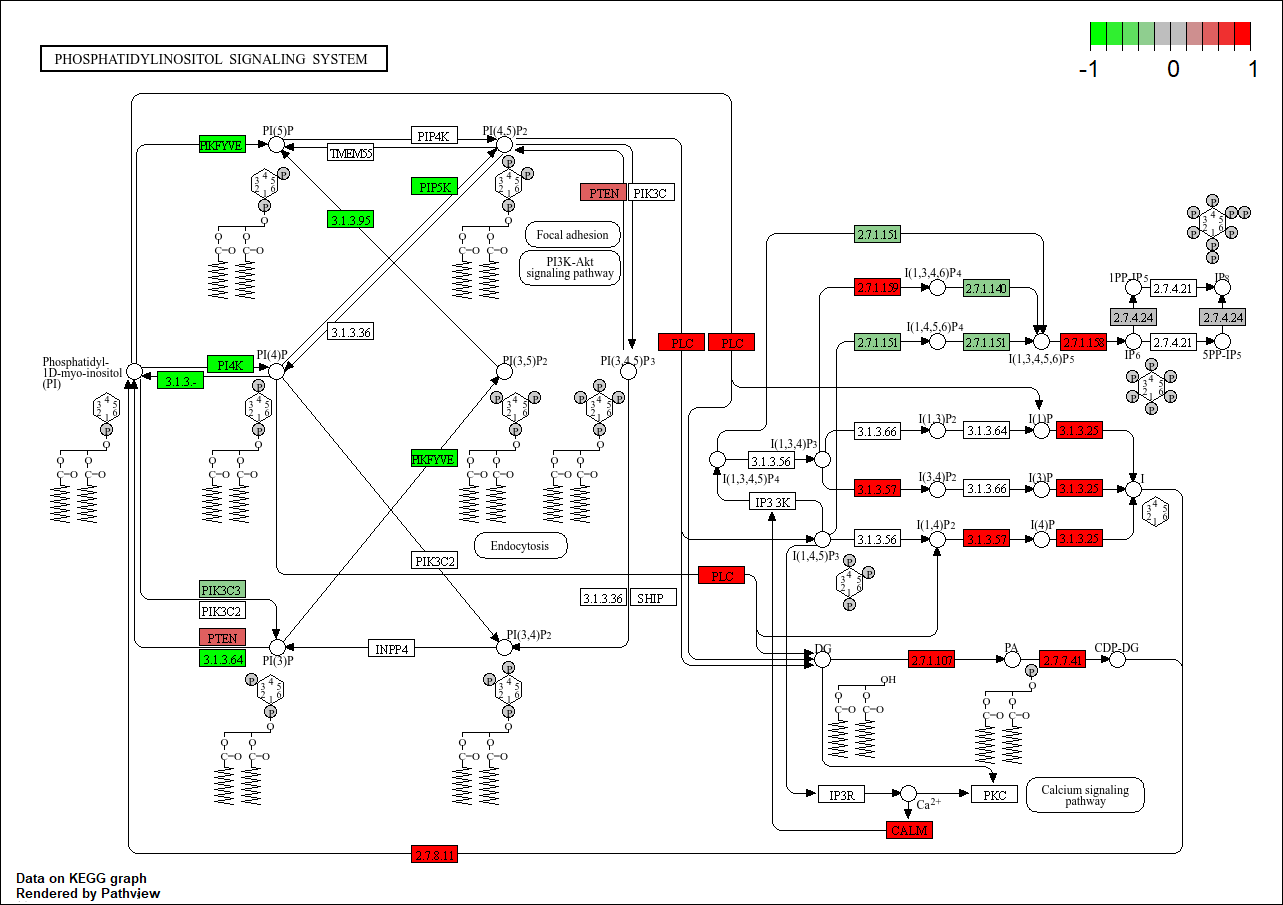 PHOSPHATIDYLINOSITOL SIGNALING SYSTEM
-1 0 1
PI(5)P
PIKFYVE
PIP4K
PI(4,5)P2
TMEM55
PIP5K
PTEN
PIK3C
3.1.3.95
Focal adhesion
PI3K-Akt
signaling pathway
3.1.3.36
PLC
PLC
Phosphatidyl-
1D-myo-inositol
(PI)
PI4K
3.1.3.-
PI(4)P
PI(3,5)P2
PI(3,4,5)P3
PIKFYVE
Endocytosis
PIK3C2
PLC
PIK3C3
PIK3C2
PTEN
3.1.3.64
PI(3)P
INPP4
PI(3,4)P2
3.1.3.36
SHIP
2.7.1.151
2.7.1.159
I(1,3,4,6)P4
2.7.1.140
2.7.1.151
I(1,4,5,6)P4
2.7.1.151
I(1,3,4,5,6)P5
2.7.1.158
1PP-IP5
2.7.4.21
IP8
2.7.4.24
2.7.4.24
IP6
2.7.4.21
5PP-IP5
I(1,3,4)P3
3.1.3.66
I(1,3)P2
3.1.3.64
I(1)P
3.1.3.25
3.1.3.56
I(1,3,4,5)P4
3.1.3.57
I(3,4)P2
3.1.3.66
I(3)P
3.1.3.25
I
IP3 3K
I(1,4,5)P3
3.1.3.56
I(1,4)P2
3.1.3.57
I(4)P
3.1.3.25
DG
2.7.1.107
PA
2.7.7.41
CDP-DG
OH
IP3R
Ca2+
PKC
Calcium signaling
pathway
CALM
2.7.8.11
Data on KEGG graph
Rendered by Pathview